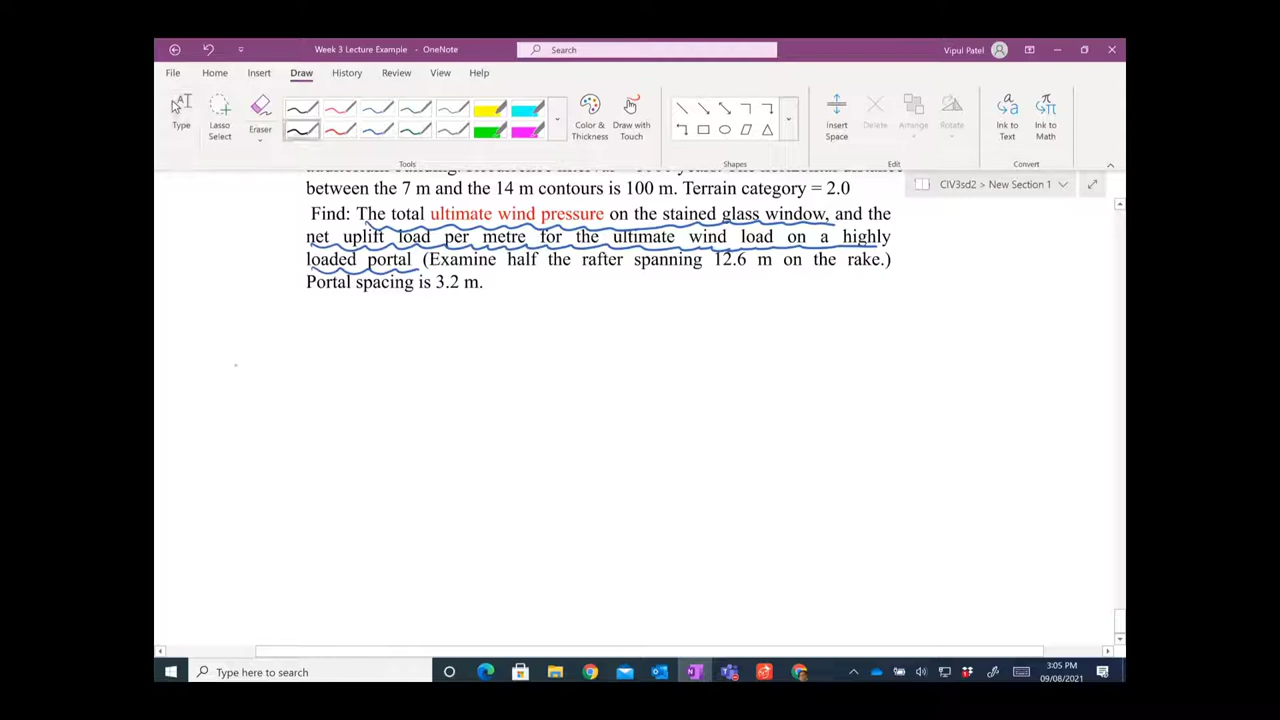 Week 3 Lecture Example - OneNote
Search
Vipul Patel
File Home Insert Draw History Review View Help
Type
Lasso Select
Eraser
Color & Thickness
Draw with Touch
Insert Space
Delete
Arrange
Rotate
Ink to Text
Ink to Math
Tools
Shapes
Edit
Convert
CIV3sd2 > New Section 1
between the 7 m and the 14 m contours is 100 m. Terrain category = 2.0
Find: The total ultimate wind pressure on the stained glass window, and the
net uplift load per metre for the ultimate wind load on a highly
loaded portal (Examine half the rafter spanning 12.6 m on the rake.)
Portal spacing is 3.2 m.
Type here to search
3:05 PM
09/08/2021